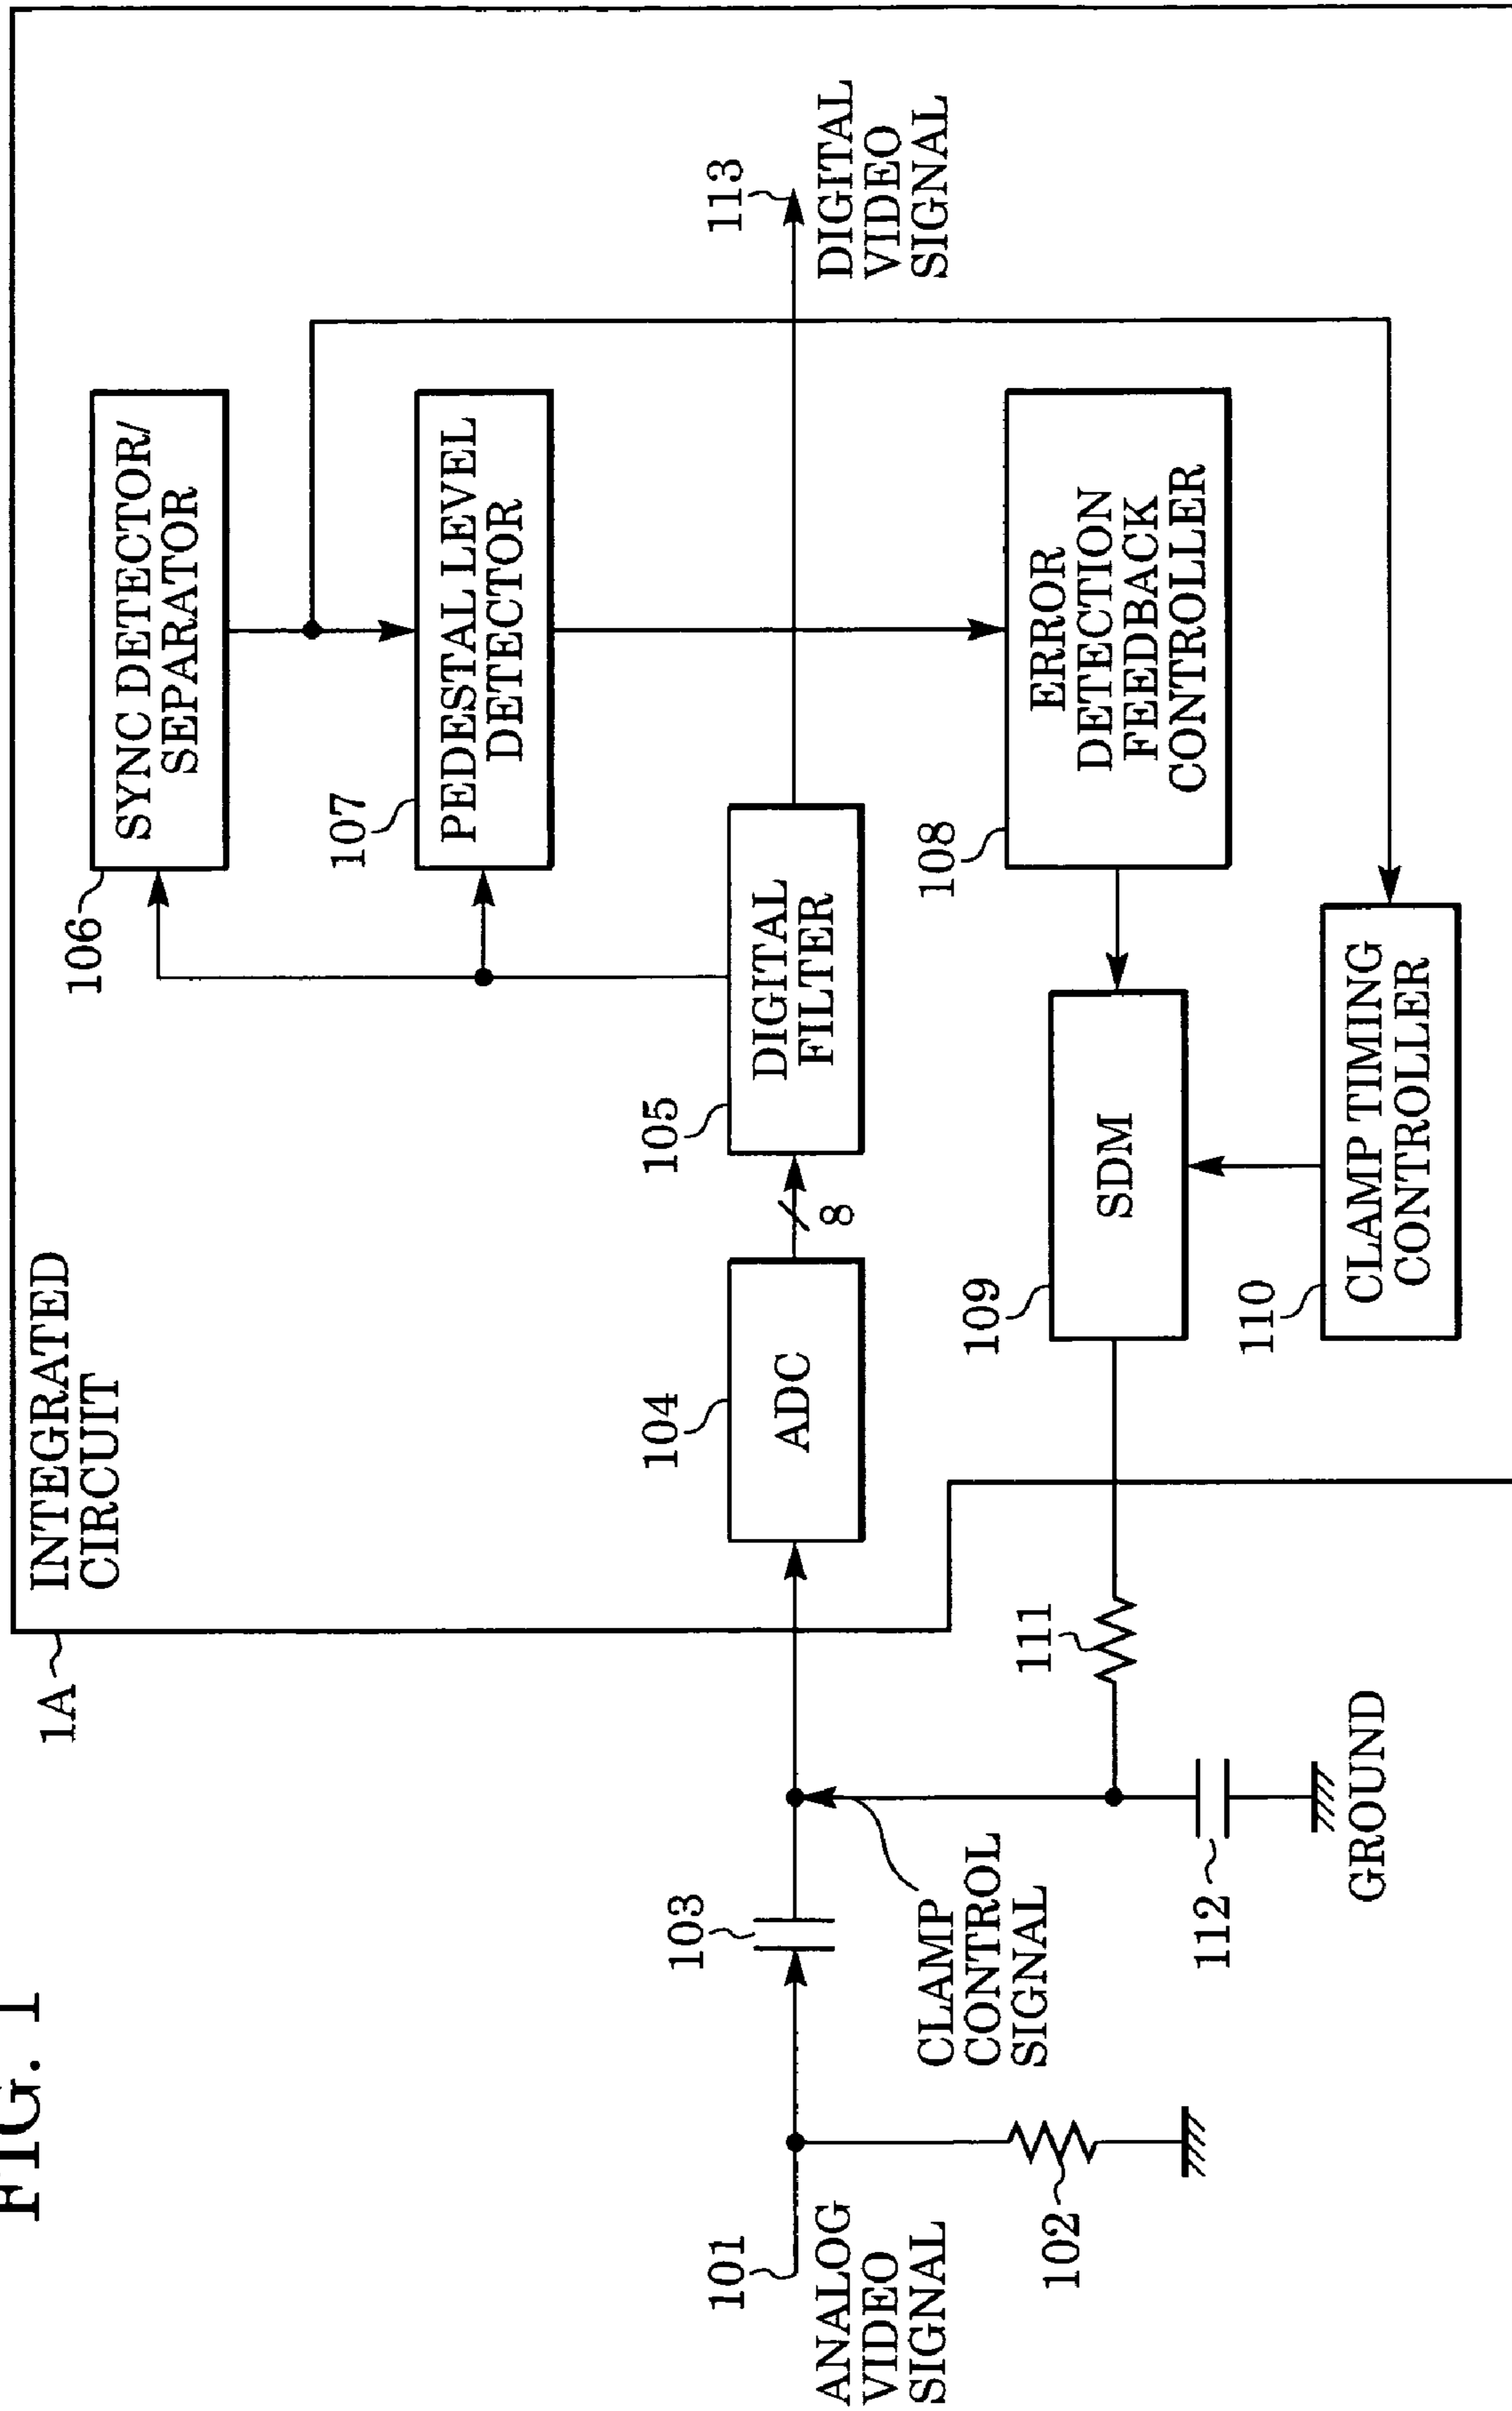 FIG. 1
1A
INTEGRATED
CIRCUIT
106
SYNC DETECTOR/
SEPARATOR
107
PEDESTAL LEVEL
DETECTOR
101
ANALOG
VIDEO
SIGNAL
102
103
104
ADC
8
105
DIGITAL
FILTER
113
DIGITAL
VIDEO
SIGNAL
CLAMP
CONTROL
SIGNAL
111
112
GROUND
109
SDM
108
ERROR
DETECTION
FEEDBACK
CONTROLLER
110
CLAMP TIMING
CONTROLLER